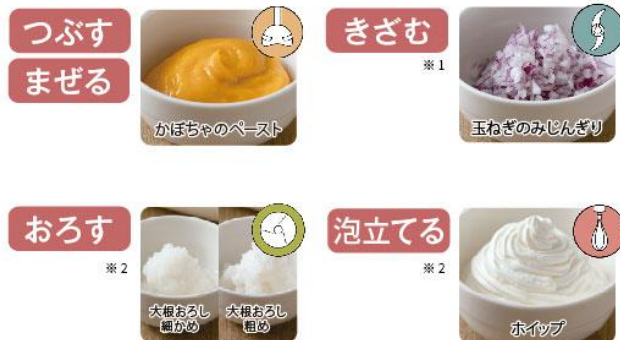 つぶす
まぜる
かぼちゃのペースト
きざむ
※1
玉ねぎのみじんぎり
おろす
※2
大根おろし
細かめ
大根おろし
粗め
泡立てる
※2
ホイップ